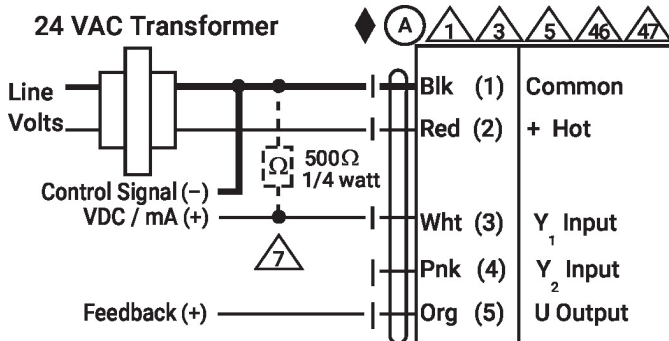 24 VAC Transformer
A 1 3 5 46 47
Line
Volts
Blk (1) Common
Red (2) + Hot
Ω 500Ω
1/4 watt
Control Signal (−)
VDC / mA (+)
Wht (3) Y1 Input
7
Pnk (4) Y2 Input
Feedback (+)
Org (5) U Output